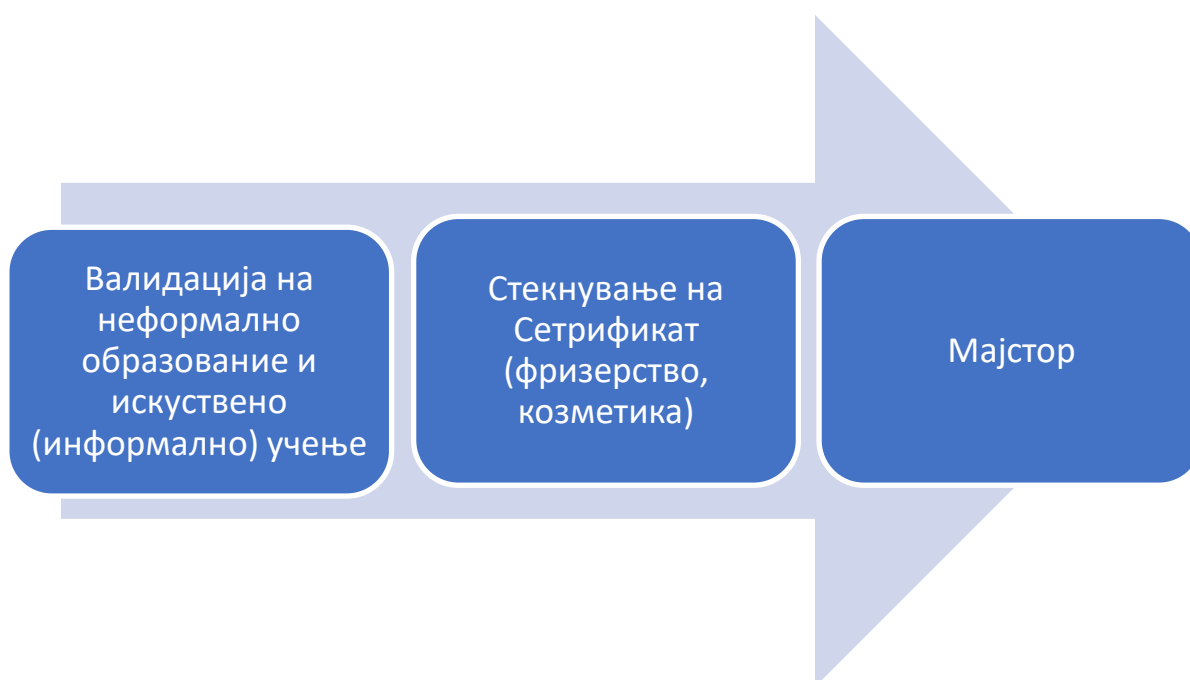 Валидација на
неформално
образование и
искуствено
(информално) учење
Стекнување на
Сетрификат
(фризерство,
козметика)
Мајстор